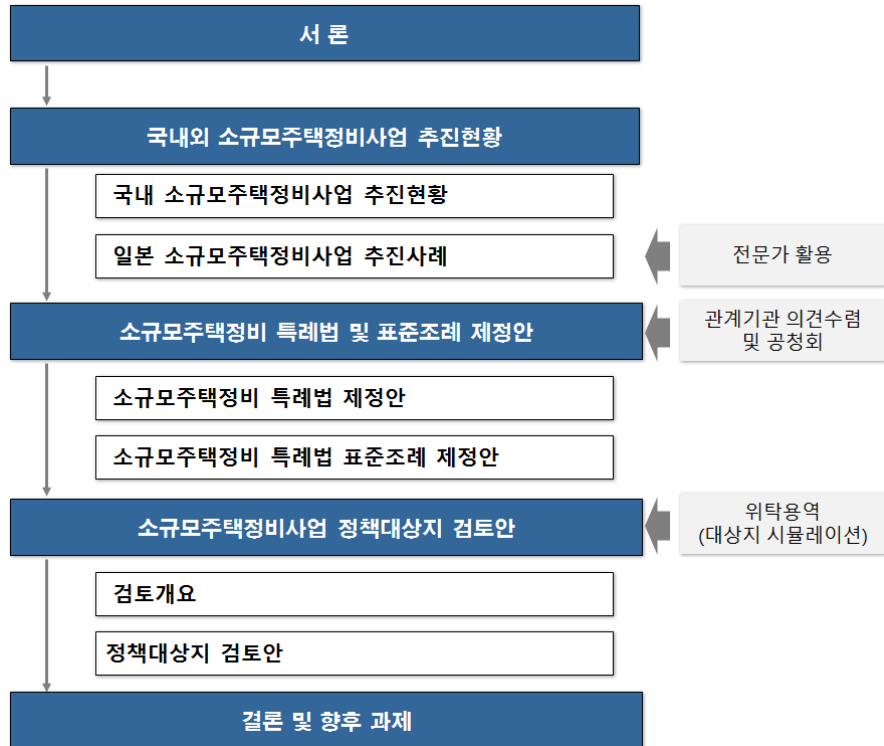 서 론
국내외 소규모주택정비사업 추진현황
국내 소규모주택정비사업 추진현황
일본 소규모주택정비사업 추진사례
전문가 활용
소규모주택정비 특례법 및 표준조례 제정안
관계기관 의견수렴
및 공청회
소규모주택정비 특례법 제정안
소규모주택정비 특례법 표준조례 제정안
소규모주택정비사업 정책대상지 검토안
위탁용역
(대상지 시뮬레이션)
검토개요
정책대상지 검토안
결론 및 향후 과제